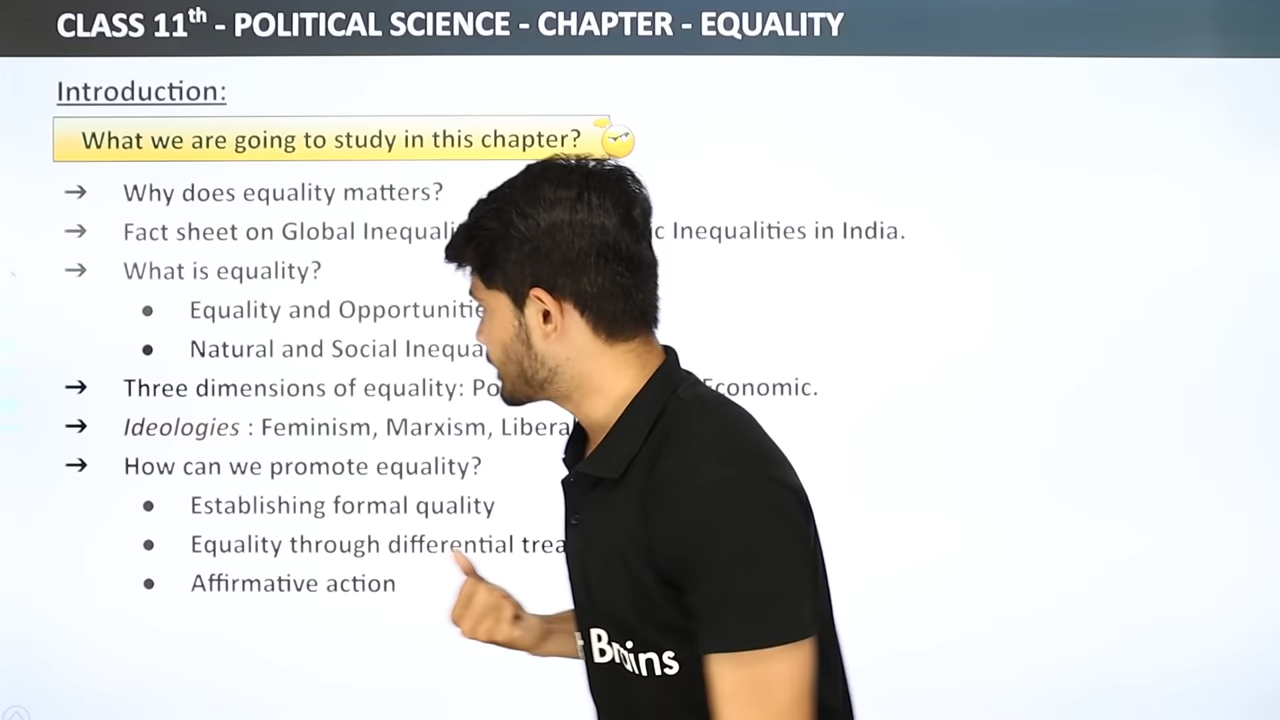 CLASS 11th - POLITICAL SCIENCE - CHAPTER - EQUALITY
Introduction:
What we are going to study in this chapter?
→ Why does equality matters?
→ Fact sheet on Global Inequali c Inequalities in India.
→ What is equality?
● Equality and Opportunitie
● Natural and Social Inequa
→ Three dimensions of equality: Po Economic.
→ Ideologies : Feminism, Marxism, Libera
→ How can we promote equality?
● Establishing formal quality
● Equality through differential trea
● Affirmative action
Brains